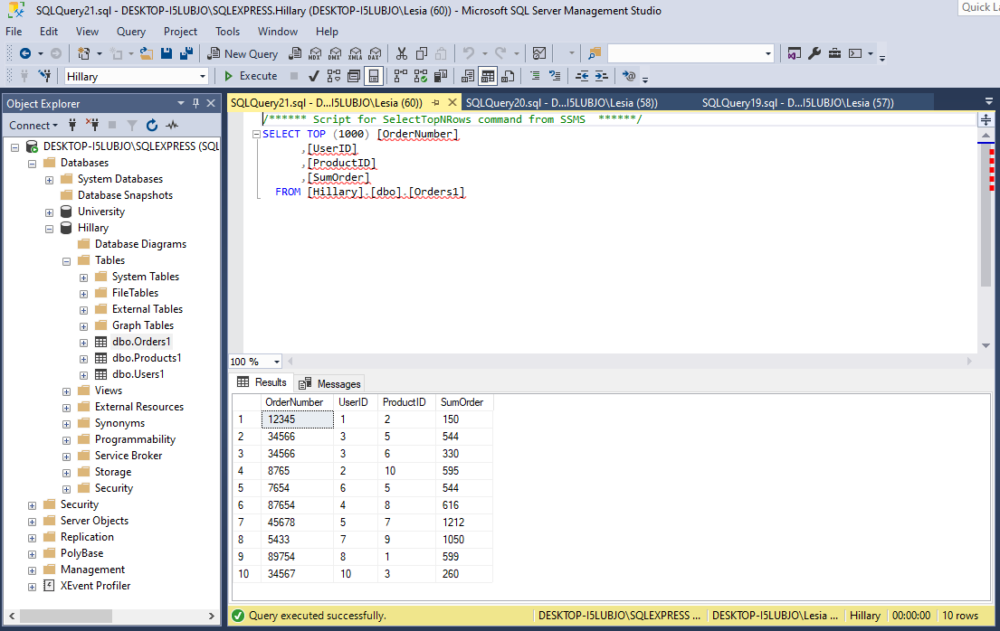 SQLQuery21.sql - DESKTOP-I5LUBJO\SQLEXPRESS.Hillary (DESKTOP-I5LUBJO\Lesia (60)) - Microsoft SQL Server Management Studio
Quick La
File Edit View Query Project Tools Window Help
New Query MDX DMX XMLA DAX
Hillary Execute
Object Explorer
SQLQuery21.sql - D...I5LUBJO\Lesia (60)) SQLQuery20.sql - D...I5LUBJO\Lesia (58)) SQLQuery19.sql - D...I5LUBJO\Lesia (57))
Connect
DESKTOP-I5LUBJO\SQLEXPRESS (SQL
Databases
System Databases
Database Snapshots
University
Hillary
Database Diagrams
Tables
System Tables
FileTables
External Tables
Graph Tables
dbo.Orders1
dbo.Products1
dbo.Users1
Views
External Resources
Synonyms
Programmability
Service Broker
Storage
Security
Security
Server Objects
Replication
PolyBase
Management
XEvent Profiler
/****** Script for SelectTopNRows command from SSMS ******/
SELECT TOP (1000) [OrderNumber]
,[UserID]
,[ProductID]
,[SumOrder]
FROM [Hillary].[dbo].[Orders1]
100 %
Results Messages
OrderNumber UserID ProductID SumOrder
1 12345 1 2 150
2 34566 3 5 544
3 34566 3 6 330
4 8765 2 10 595
5 7654 6 5 544
6 87654 4 8 616
7 45678 5 7 1212
8 5433 7 9 1050
9 89754 8 1 599
10 34567 10 3 260
Query executed successfully. DESKTOP-I5LUBJO\SQLEXPRESS ... DESKTOP-I5LUBJO\Lesia ... Hillary 00:00:00 10 rows